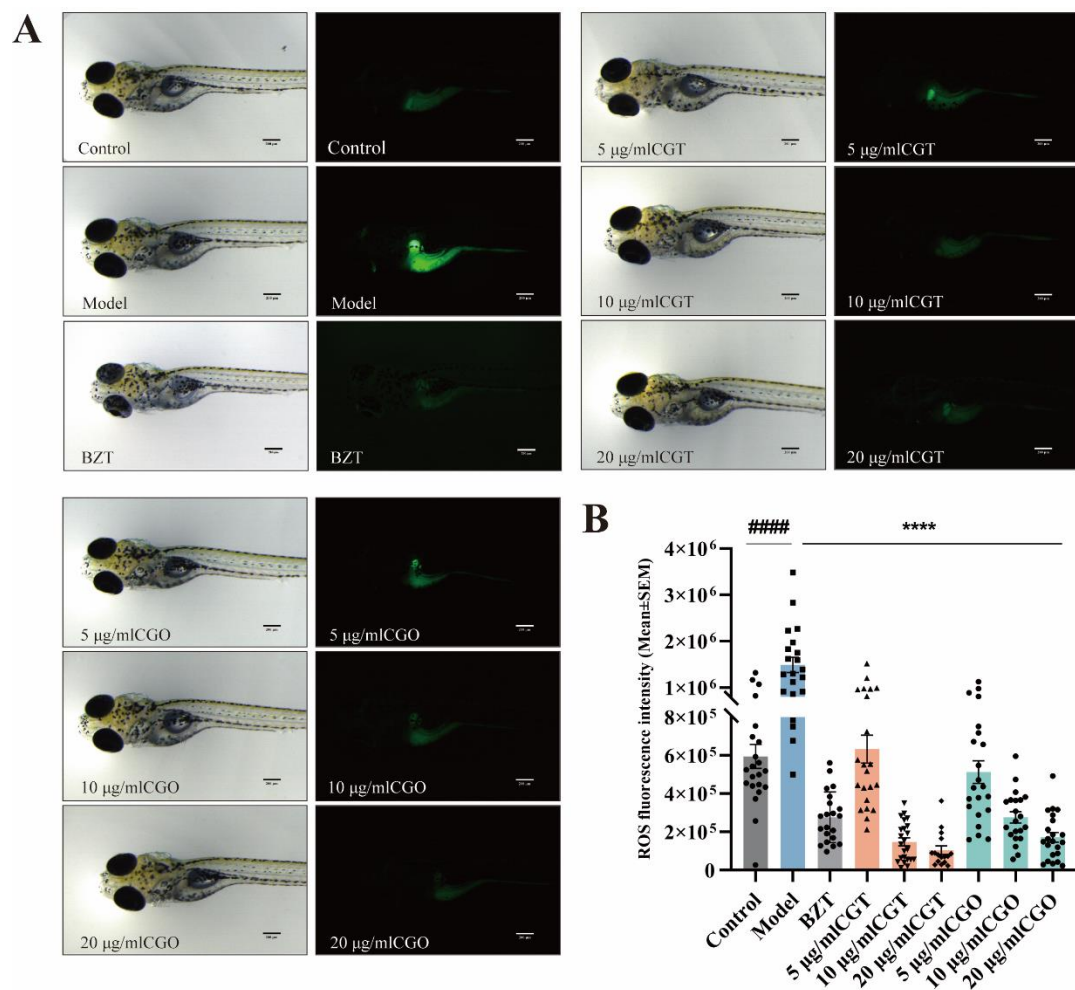 A
Control
Control
5 μg/mlCGT
5 μg/mlCGT
Model
Model
10 μg/mlCGT
10 μg/mlCGT
BZT
BZT
20 μg/mlCGT
20 μg/mlCGT
5 μg/mlCGO
5 μg/mlCGO
10 μg/mlCGO
10 μg/mlCGO
20 μg/mlCGO
20 μg/mlCGO
B
####
****
ROS fluorescence intensity (Mean±SEM)
4×10⁶
3×10⁶
2×10⁶
1×10⁶
8×10⁵
6×10⁵
4×10⁵
2×10⁵
0
Control
Model
BZT
5 μg/mlCGT
10 μg/mlCGT
20 μg/mlCGT
5 μg/mlCGO
10 μg/mlCGO
20 μg/mlCGO